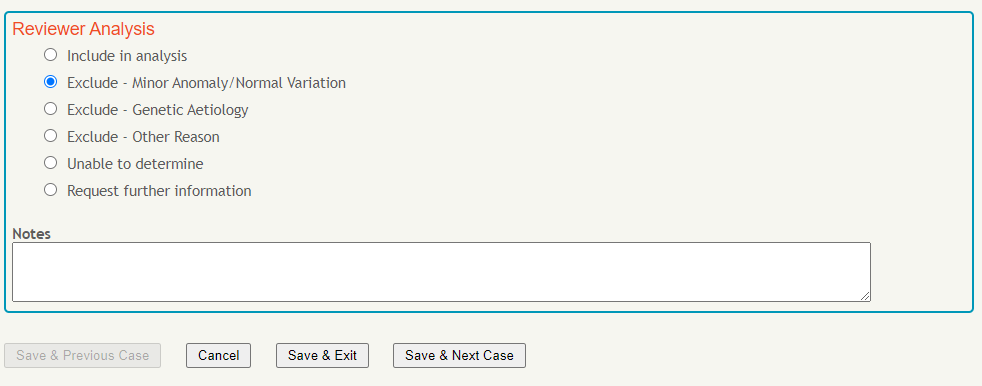 Reviewer Analysis
Include in analysis
Exclude - Minor Anomaly/Normal Variation
Exclude - Genetic Aetiology
Exclude - Other Reason
Unable to determine
Request further information
Notes
Save & Previous Case Cancel Save & Exit Save & Next Case